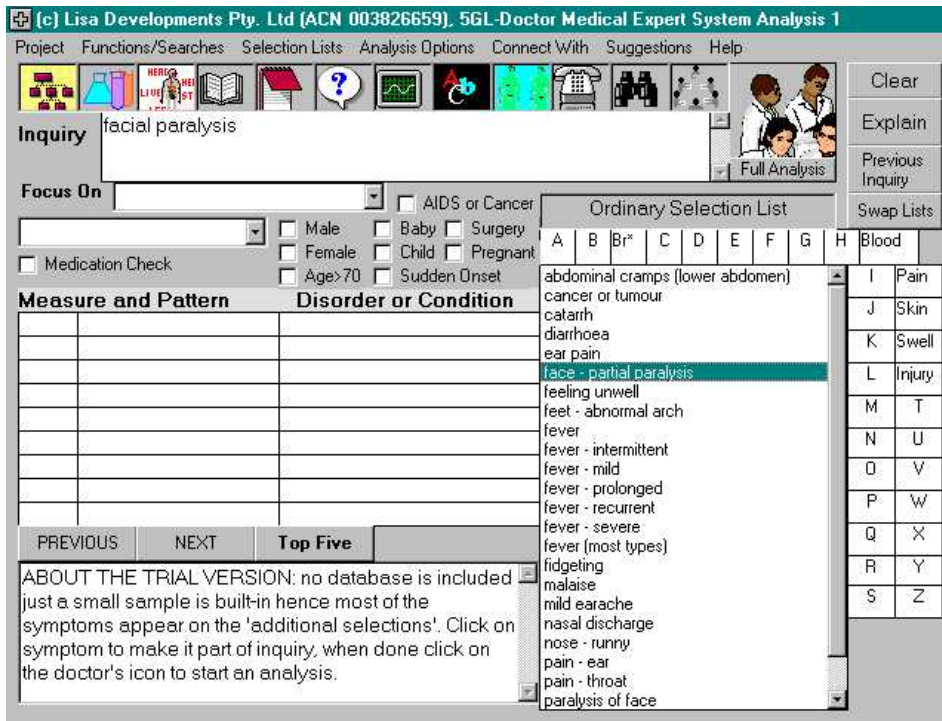 (c) Lisa Developments Pty. Ltd (ACN 003826659), 5GL-Doctor Medical Expert System Analysis 1
Project Functions/Searches Selection Lists Analysis Options Connect With Suggestions Help
HERC HEI
LIVE ST
Abc
Clear
Inquiry
facial paralysis
Explain
Full Analysis
Previous
Inquiry
Focus On
AIDS or Cancer
Ordinary Selection List
Swap Lists
Male Baby Surgery
Female Child Pregnant
Medication Check
Age>70 Sudden Onset
A B Br* C D E F G H Blood
Measure and Pattern Disorder or Condition
abdominal cramps (lower abdomen)
cancer or tumour
catarrh
diarrhoea
ear pain
face - partial paralysis
feeling unwell
feet - abnormal arch
fever
fever - intermittent
fever - mild
fever - prolonged
fever - recurrent
fever - severe
fever (most types)
fidgeting
malaise
mild earache
nasal discharge
nose - runny
pain - ear
pain - throat
paralysis of face
I Pain
J Skin
K Swell
L Injury
M T
N U
O V
P W
Q X
R Y
S Z
PREVIOUS NEXT Top Five
ABOUT THE TRIAL VERSION: no database is included
just a small sample is built-in hence most of the
symptoms appear on the 'additional selections'. Click on
symptom to make it part of inquiry, when done click on
the doctor's icon to start an analysis.